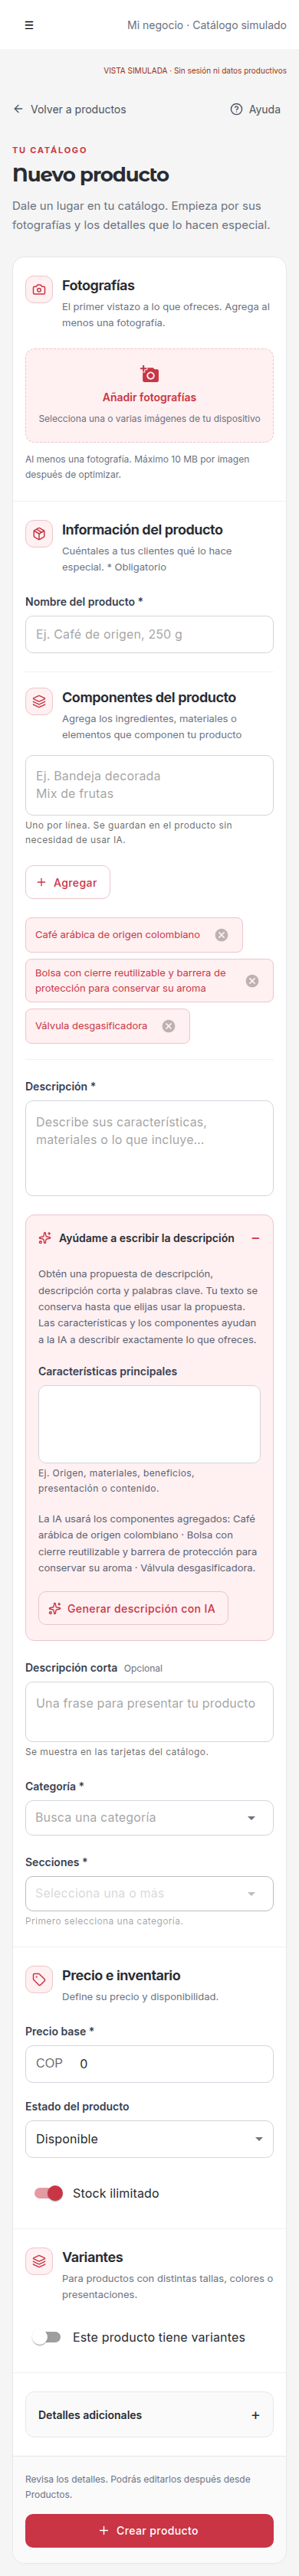 ☰
Mi negocio · Catálogo simulado
VISTA SIMULADA · Sin sesión ni datos productivos
← Volver a productos
Ayuda
TU CATÁLOGO
Nuevo producto
Dale un lugar en tu catálogo. Empieza por sus
fotografías y los detalles que lo hacen especial.
Fotografías
El primer vistazo a lo que ofreces. Agrega al
menos una fotografía.
Añadir fotografías
Selecciona una o varias imágenes de tu dispositivo
Al menos una fotografía. Máximo 10 MB por imagen
después de optimizar.
Información del producto
Cuéntales a tus clientes qué lo hace
especial. * Obligatorio
Nombre del producto *
Ej. Café de origen, 250 g
Componentes del producto
Agrega los ingredientes, materiales o
elementos que componen tu producto
Ej. Bandeja decorada
Mix de frutas
Uno por línea. Se guardan en el producto sin
necesidad de usar IA.
+ Agregar
Café arábica de origen colombiano
Bolsa con cierre reutilizable y barrera de
protección para conservar su aroma
Válvula desgasificadora
Descripción *
Describe sus características,
materiales o lo que incluye...
Ayúdame a escribir la descripción −
Obtén una propuesta de descripción,
descripción corta y palabras clave. Tu texto se
conserva hasta que elijas usar la propuesta.
Las características y los componentes ayudan
a la IA a describir exactamente lo que ofreces.
Características principales
Ej. Origen, materiales, beneficios,
presentación o contenido.
La IA usará los componentes agregados: Café
arábica de origen colombiano · Bolsa con
cierre reutilizable y barrera de protección para
conservar su aroma · Válvula desgasificadora.
Generar descripción con IA
Descripción corta Opcional
Una frase para presentar tu producto
Se muestra en las tarjetas del catálogo.
Categoría *
Busca una categoría
Secciones *
Selecciona una o más
Primero selecciona una categoría.
Precio e inventario
Define su precio y disponibilidad.
Precio base *
COP 0
Estado del producto
Disponible
Stock ilimitado
Variantes
Para productos con distintas tallas, colores o
presentaciones.
Este producto tiene variantes
Detalles adicionales +
Revisa los detalles. Podrás editarlos después desde
Productos.
+ Crear producto